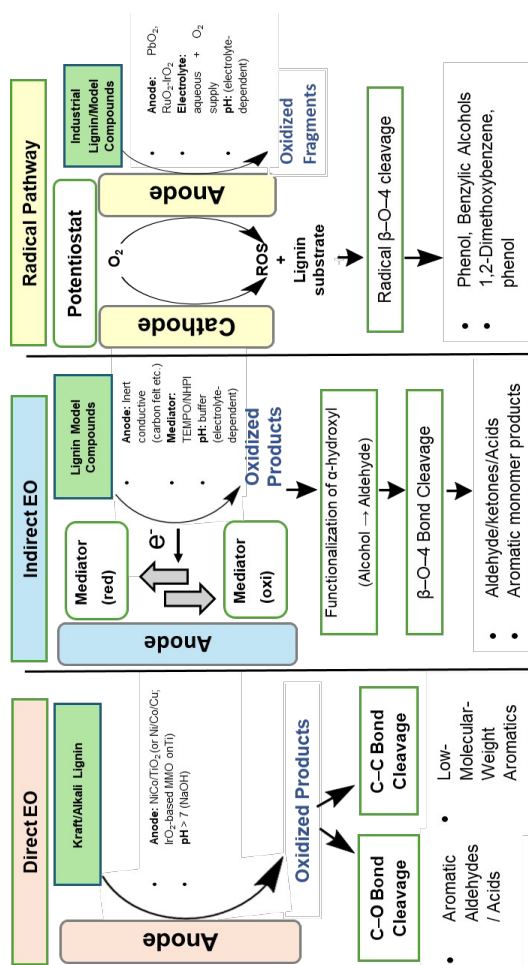 Direct EO
Kraft/Alkali Lignin
Anode
Anode: NiCo/TiO2 (or Ni/Co/Cu;
IrO2-based MMO onTi)
pH > 7 (NaOH)
Oxidized Products
C–O Bond
Cleavage
C–C Bond
Cleavage
• Aromatic
Aldehydes
/ Acids
• Low-
Molecular-
Weight
Aromatics
Indirect EO
Anode
Mediator
(red)
Mediator
(oxi)
e-
Lignin Model
Compounds
• Anode: Inert
conductive
(carbon felt etc.)
• Mediator:
TEMPO/NHPI
• pH: buffer
(electrolyte-
dependent)
Oxidized
Products
Functionalization of α-hydroxyl
(Alcohol → Aldehyde)
β–O–4 Bond Cleavage
• Aldehyde/ketones/Acids
• Aromatic monomer products
Radical Pathway
Potentiostat
Cathode
O2
ROS
+
Lignin
substrate
Anode
Industrial
Lignin/Model
Compounds
• Anode: PbO2,
RuO2-IrO2
• Electrolyte:
aqueous + O2
supply
• pH: (electrolyte-
dependent)
Oxidized
Fragments
Radical β–O–4 cleavage
• Phenol, Benzylic Alcohols
• 1,2-Dimethoxybenzene,
phenol